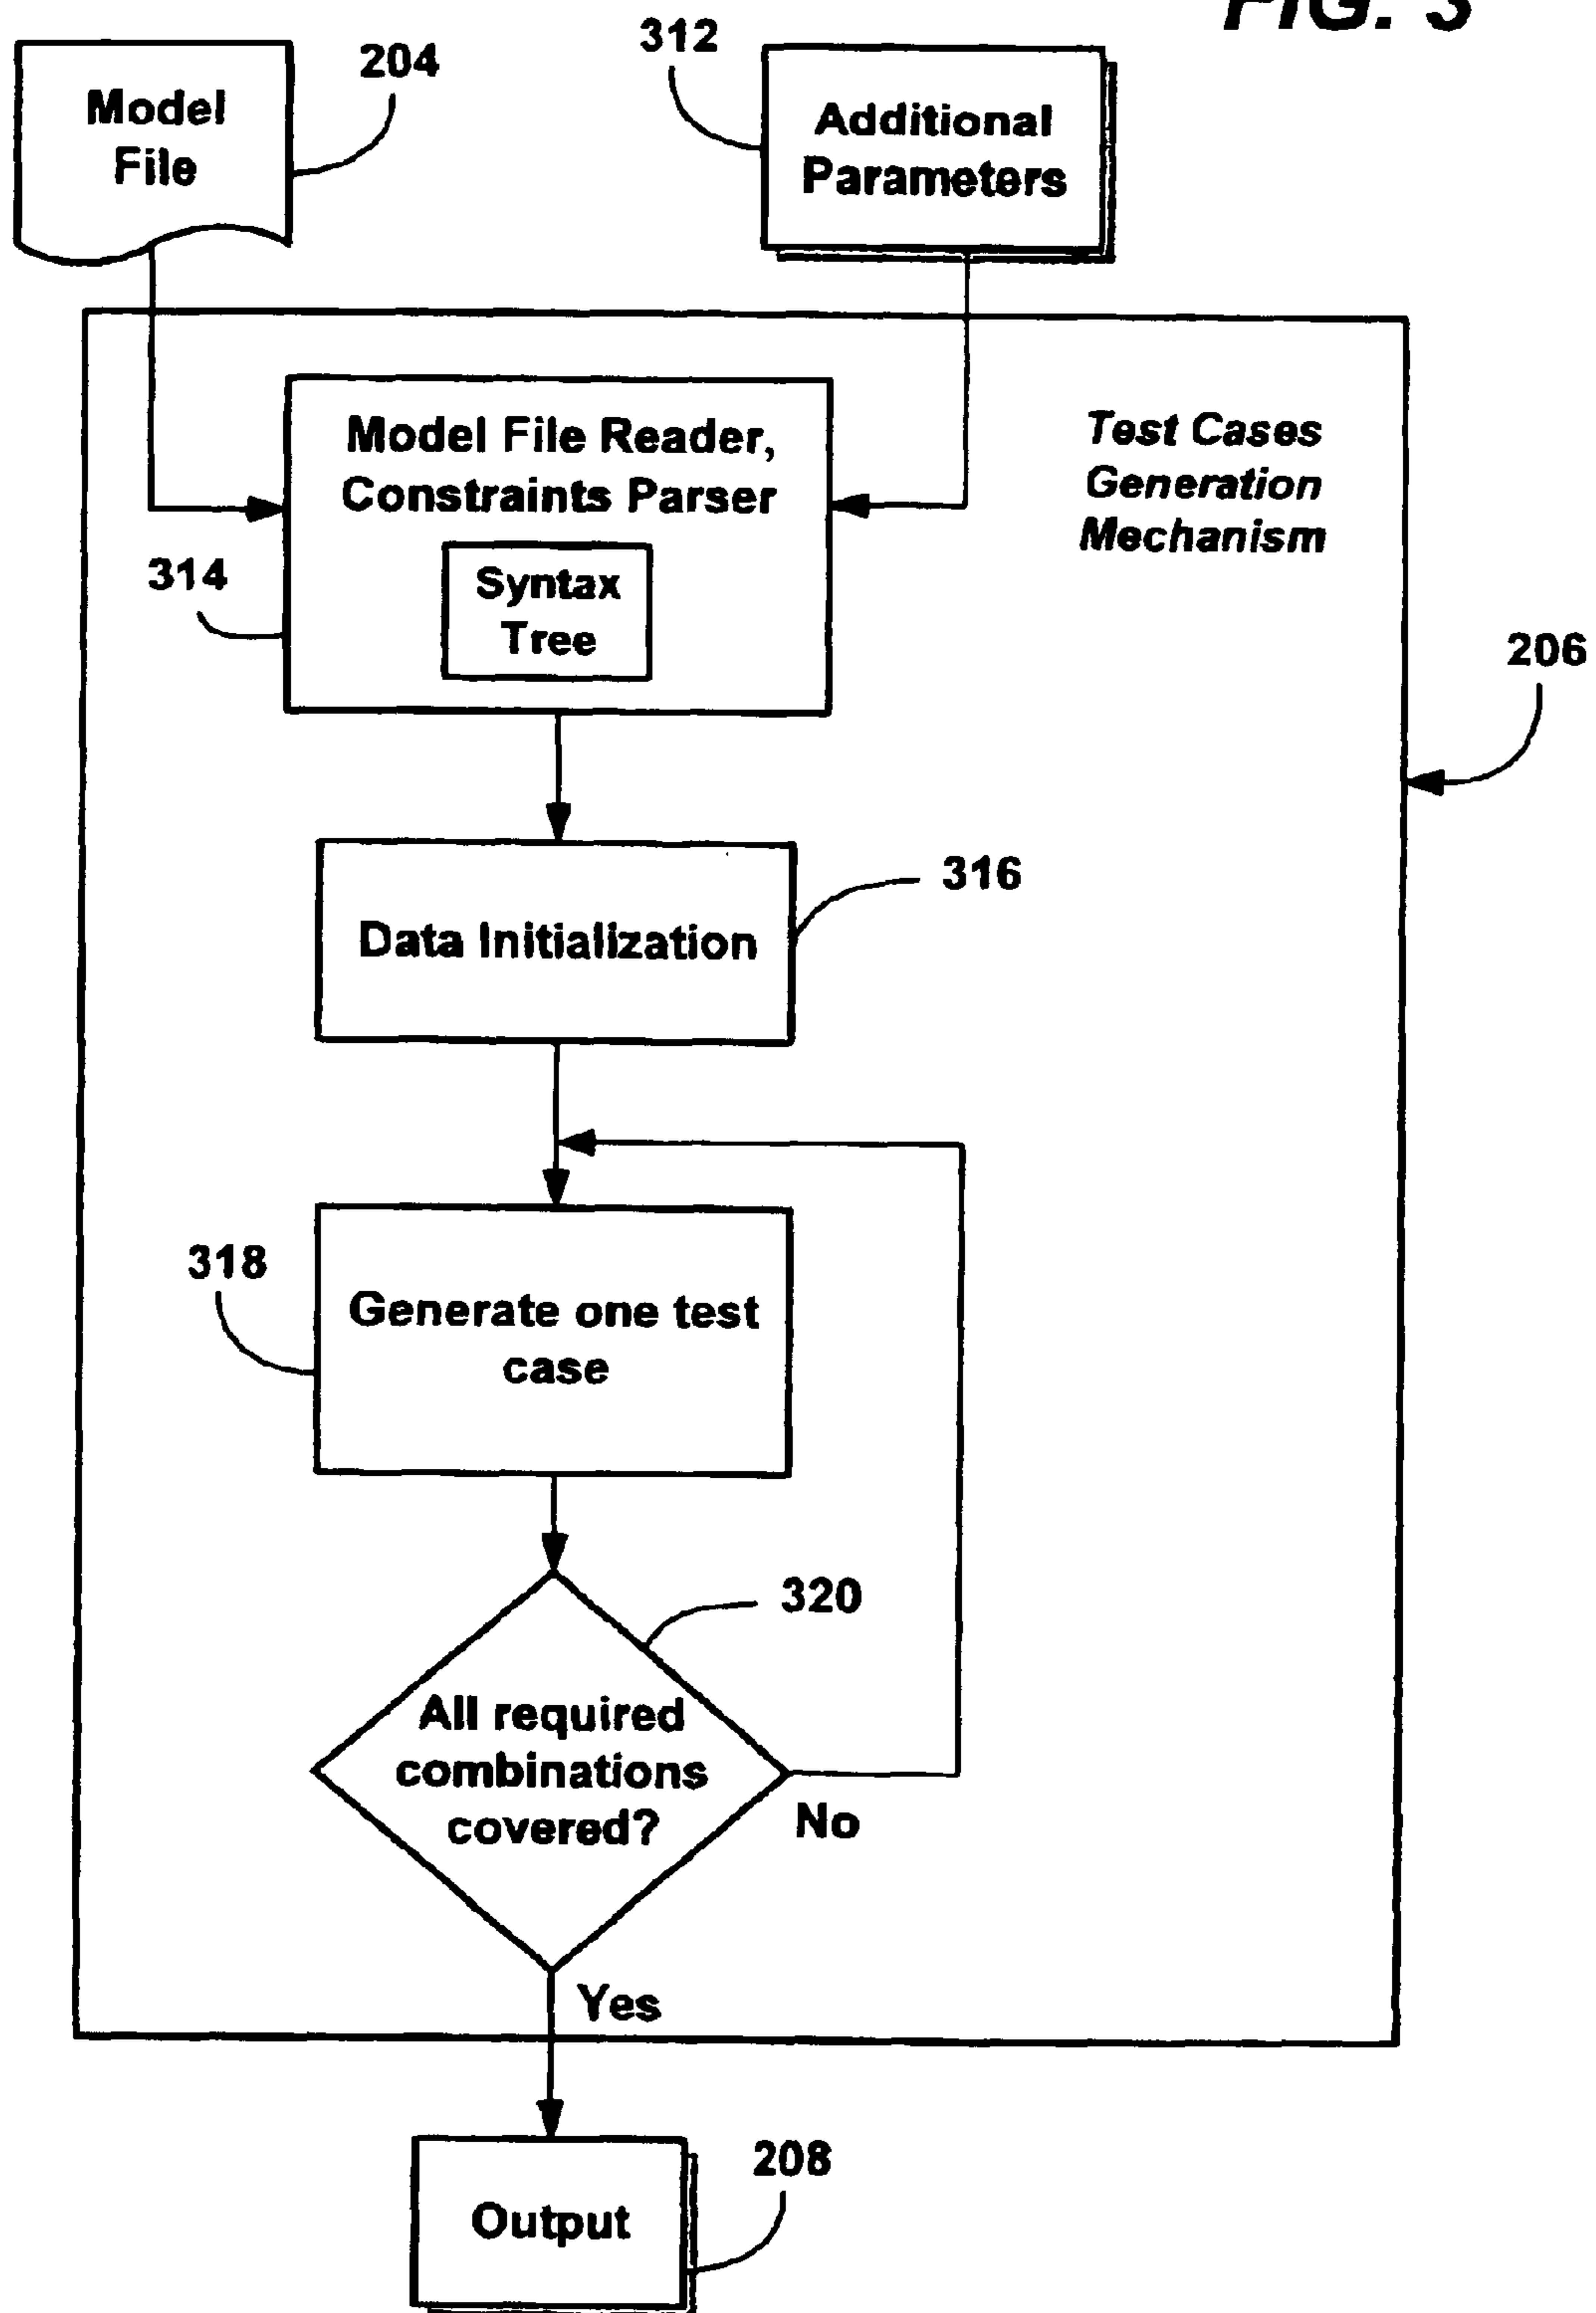 FIG. 3
204
312
Model
File
Additional
Parameters
Model File Reader,
Constraints Parser
Test Cases
Generation
Mechanism
314
Syntax
Tree
206
316
Data Initialization
318
Generate one test
case
320
All required
combinations
covered?
No
Yes
208
Output